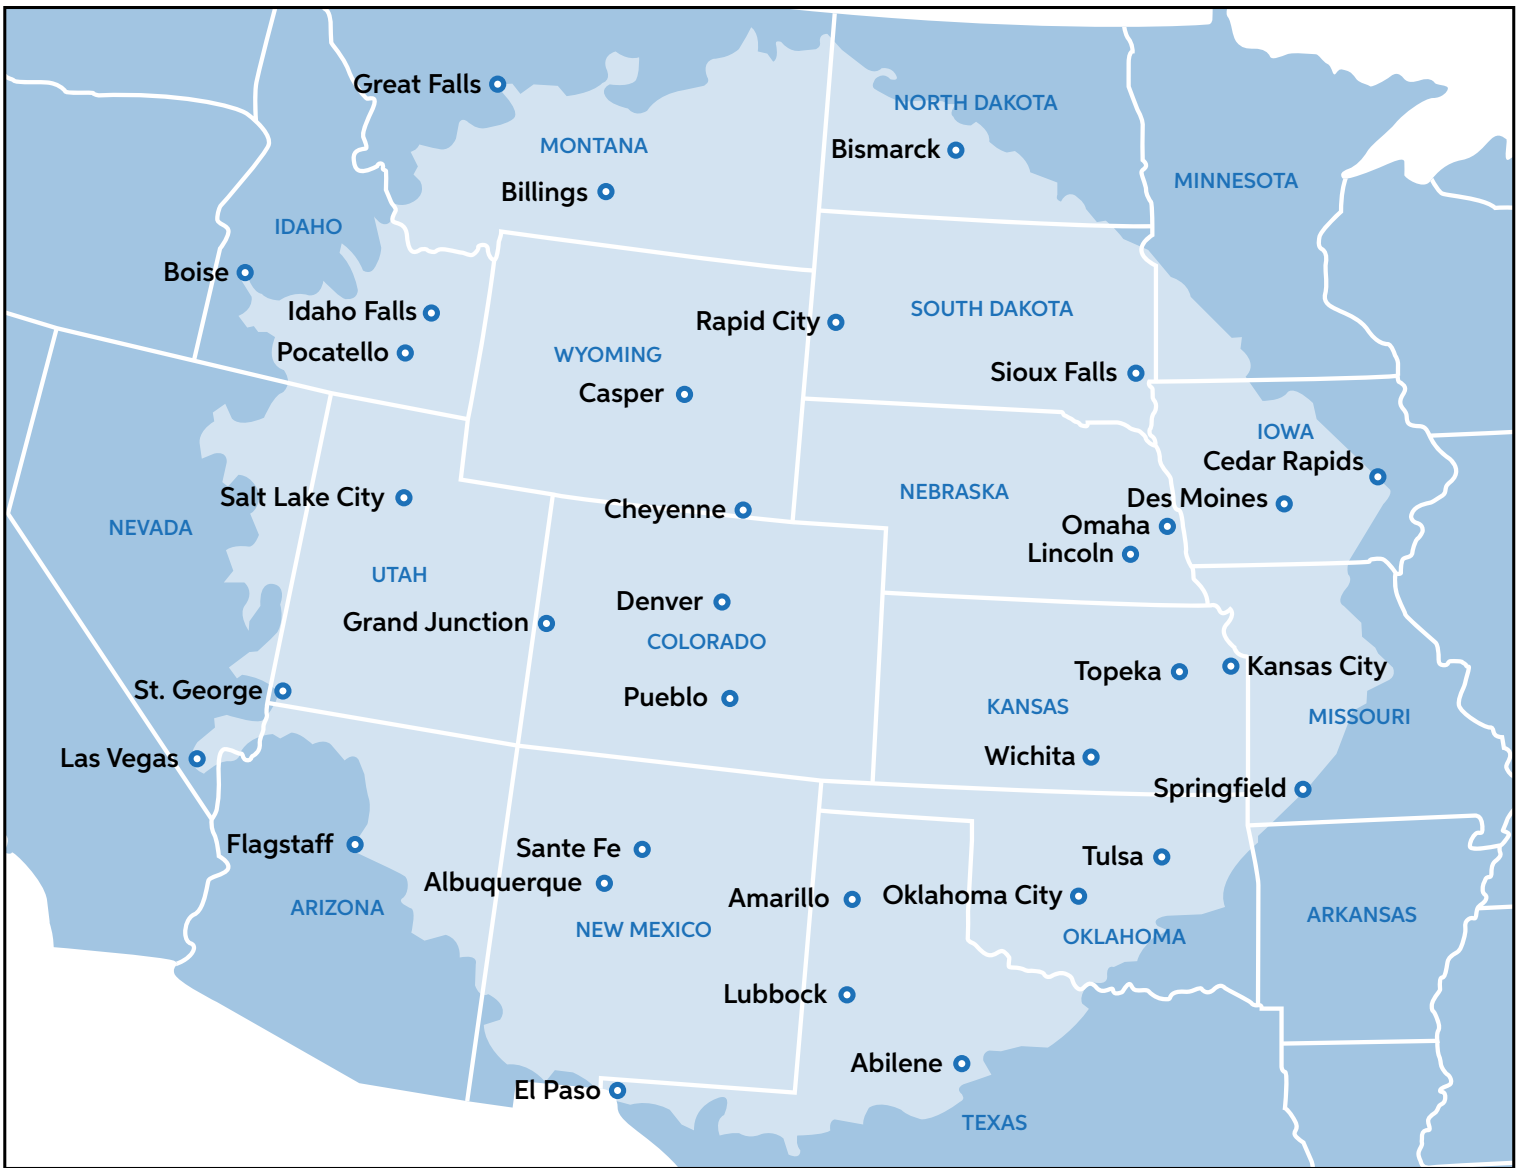 Great Falls
NORTH DAKOTA
MONTANA
Bismarck
MINNESOTA
Billings
IDAHO
Boise
Idaho Falls
SOUTH DAKOTA
Rapid City
Pocatello
WYOMING
Sioux Falls
Casper
IOWA
Cedar Rapids
NEBRASKA
Salt Lake City
Des Moines
Cheyenne
NEVADA
Omaha
Lincoln
UTAH
Denver
Grand Junction
COLORADO
Topeka
Kansas City
St. George
Pueblo
KANSAS
MISSOURI
Las Vegas
Wichita
Springfield
Flagstaff
Sante Fe
Tulsa
Albuquerque
Amarillo
Oklahoma City
ARIZONA
ARKANSAS
NEW MEXICO
OKLAHOMA
Lubbock
Abilene
El Paso
TEXAS